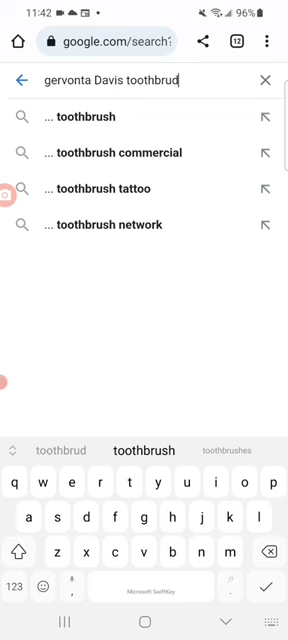 11:42
96%
google.com/search?
12
gervonta Davis toothbrud
... toothbrush
... toothbrush commercial
... toothbrush tattoo
... toothbrush network
toothbrud toothbrush toothbrushes
q w e r t y u i o p
a s d f g h j k l
z x c v b n m
123 , Microsoft SwiftKey .